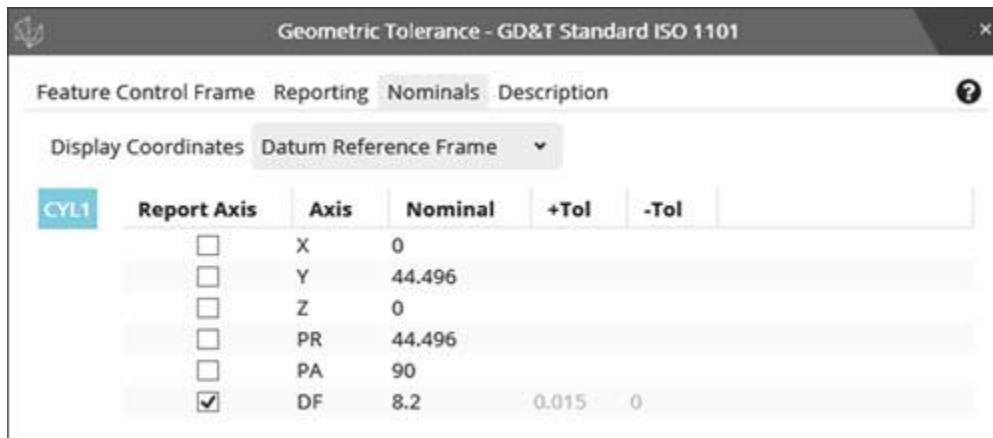 Geometric Tolerance - GD&T Standard ISO 1101 ×
Feature Control Frame Reporting Nominals Description ?
Display Coordinates Datum Reference Frame
CYL1 Report Axis Axis Nominal +Tol -Tol
X 0
Y 44.496
Z 0
PR 44.496
PA 90
DF 8.2 0.015 0